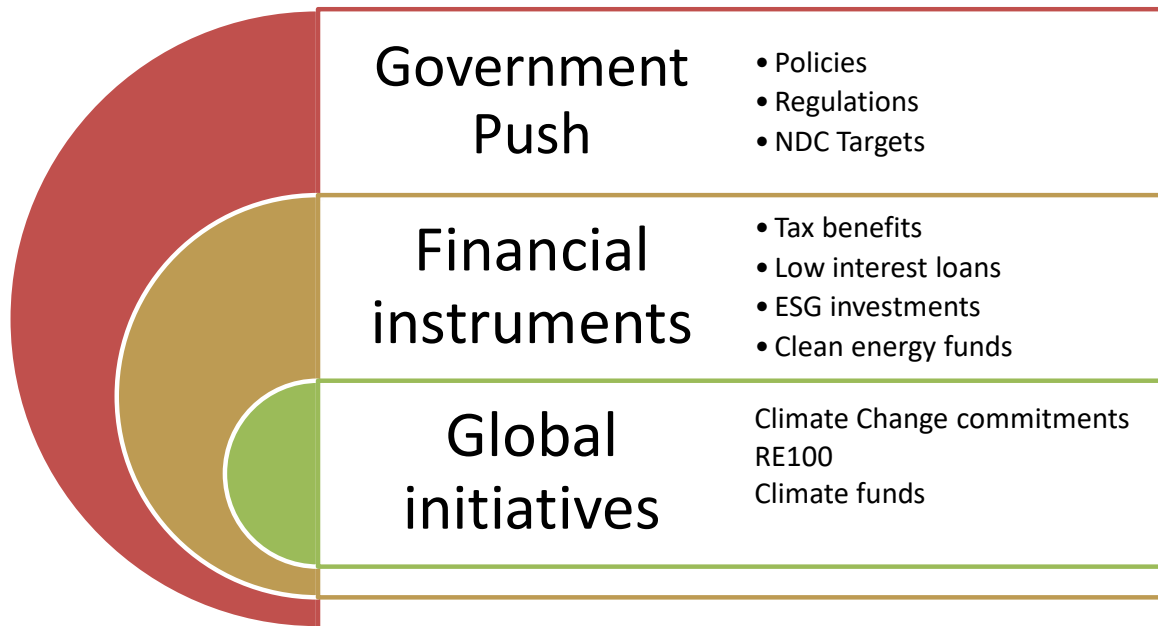 Government
Push
• Policies
• Regulations
• NDC Targets
Financial
instruments
• Tax benefits
• Low interest loans
• ESG investments
• Clean energy funds
Global
initiatives
Climate Change commitments
RE100
Climate funds